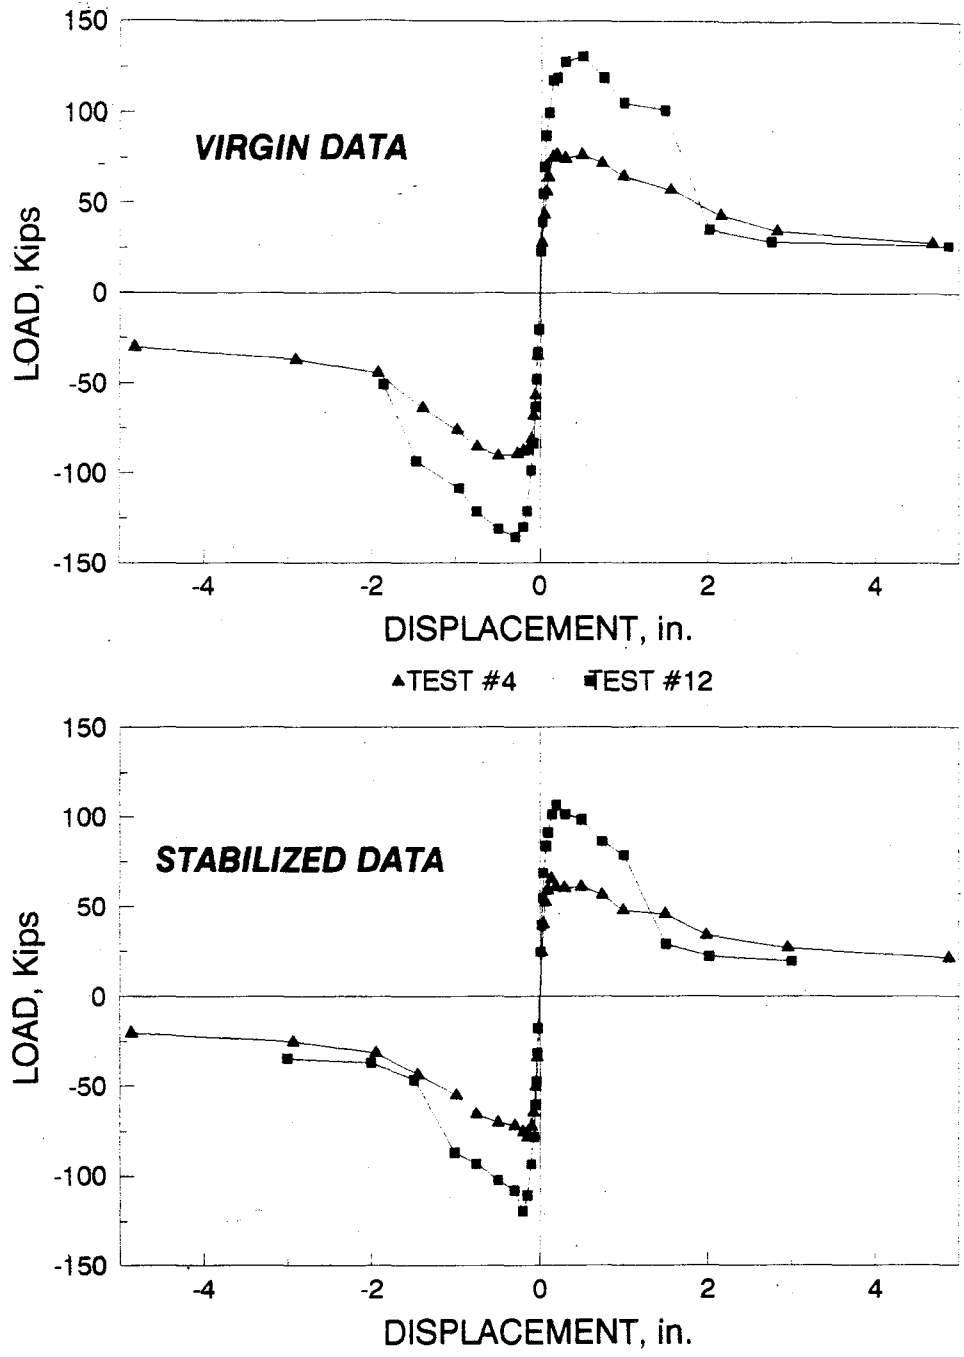 150
100
50
0
-50
-100
-150
LOAD, Kips
VIRGIN DATA
-4 -2 0 2 4
DISPLACEMENT, in.
TEST #4 TEST #12
150
100
50
0
-50
-100
-150
LOAD, Kips
STABILIZED DATA
-4 -2 0 2 4
DISPLACEMENT, in.